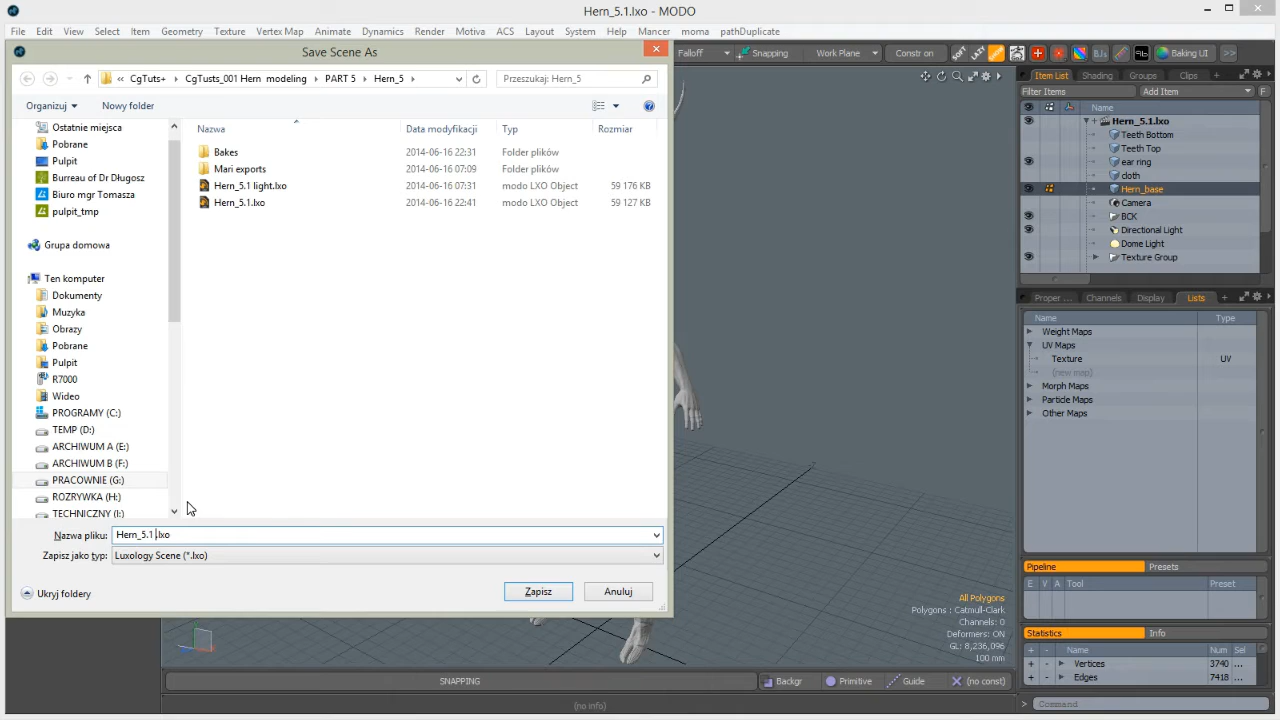 Hern_5.1.lxo - MODO
File Edit View Select Item Geometry Texture Vertex Map Animate Dynamics Render Motiva ACS Layout System Help Mancer moma pathDuplicate
Save Scene As
Falloff Snapping Work Plane Constr on Baking UI >>
« CgTuts+ CgTusts_001 Hern modeling PART 5 Hern_5
Przeszukaj: Hern_5
Organizuj Nowy folder
Nazwa Data modyfikacji Typ Rozmiar
Bakes 2014-06-16 22:31 Folder plików
Mari exports 2014-06-16 07:09 Folder plików
Hern_5.1 light.lxo 2014-06-16 07:31 modo LXO Object 59 176 KB
Hern_5.1.lxo 2014-06-16 22:41 modo LXO Object 59 127 KB
Ostatnie miejsca
Pobrane
Pulpit
Burreau of Dr Długosz
Biuro mgr Tomasza
pulpit_tmp
Grupa domowa
Ten komputer
Dokumenty
Muzyka
Obrazy
Pobrane
Pulpit
R7000
Wideo
PROGRAMY (C:)
TEMP (D:)
ARCHIWUM A (E:)
ARCHIWUM B (F:)
PRACOWNIE (G:)
ROZRYWKA (H:)
TECHNICZNY (I:)
Nazwa pliku: Hern_5.1 .lxo
Zapisz jako typ: Luxology Scene (*.lxo)
Ukryj foldery Zapisz Anuluj
Item List Shading Groups Clips +
Filter Items Add Item F
Name
Hern_5.1.lxo
Teeth Bottom
Teeth Top
ear ring
cloth
Hern_base
Camera
BCK
Directional Light
Dome Light
Texture Group
Proper ... Channels Display Lists +
Name Type
Weight Maps
UV Maps
Texture UV
(new map)
Morph Maps
Particle Maps
Other Maps
Pipeline Presets
E V A Tool Preset
Statistics Info
+ - Name Num Sel
+ - Vertices 3740 ...
+ - Edges 7418 ...
All Polygons
Polygons : Catmull-Clark
Channels: 0
Deformers: ON
GL: 8,236,096
100 mm
SNAPPING Backgr Primitive Guide (no const)
(no info)
Command